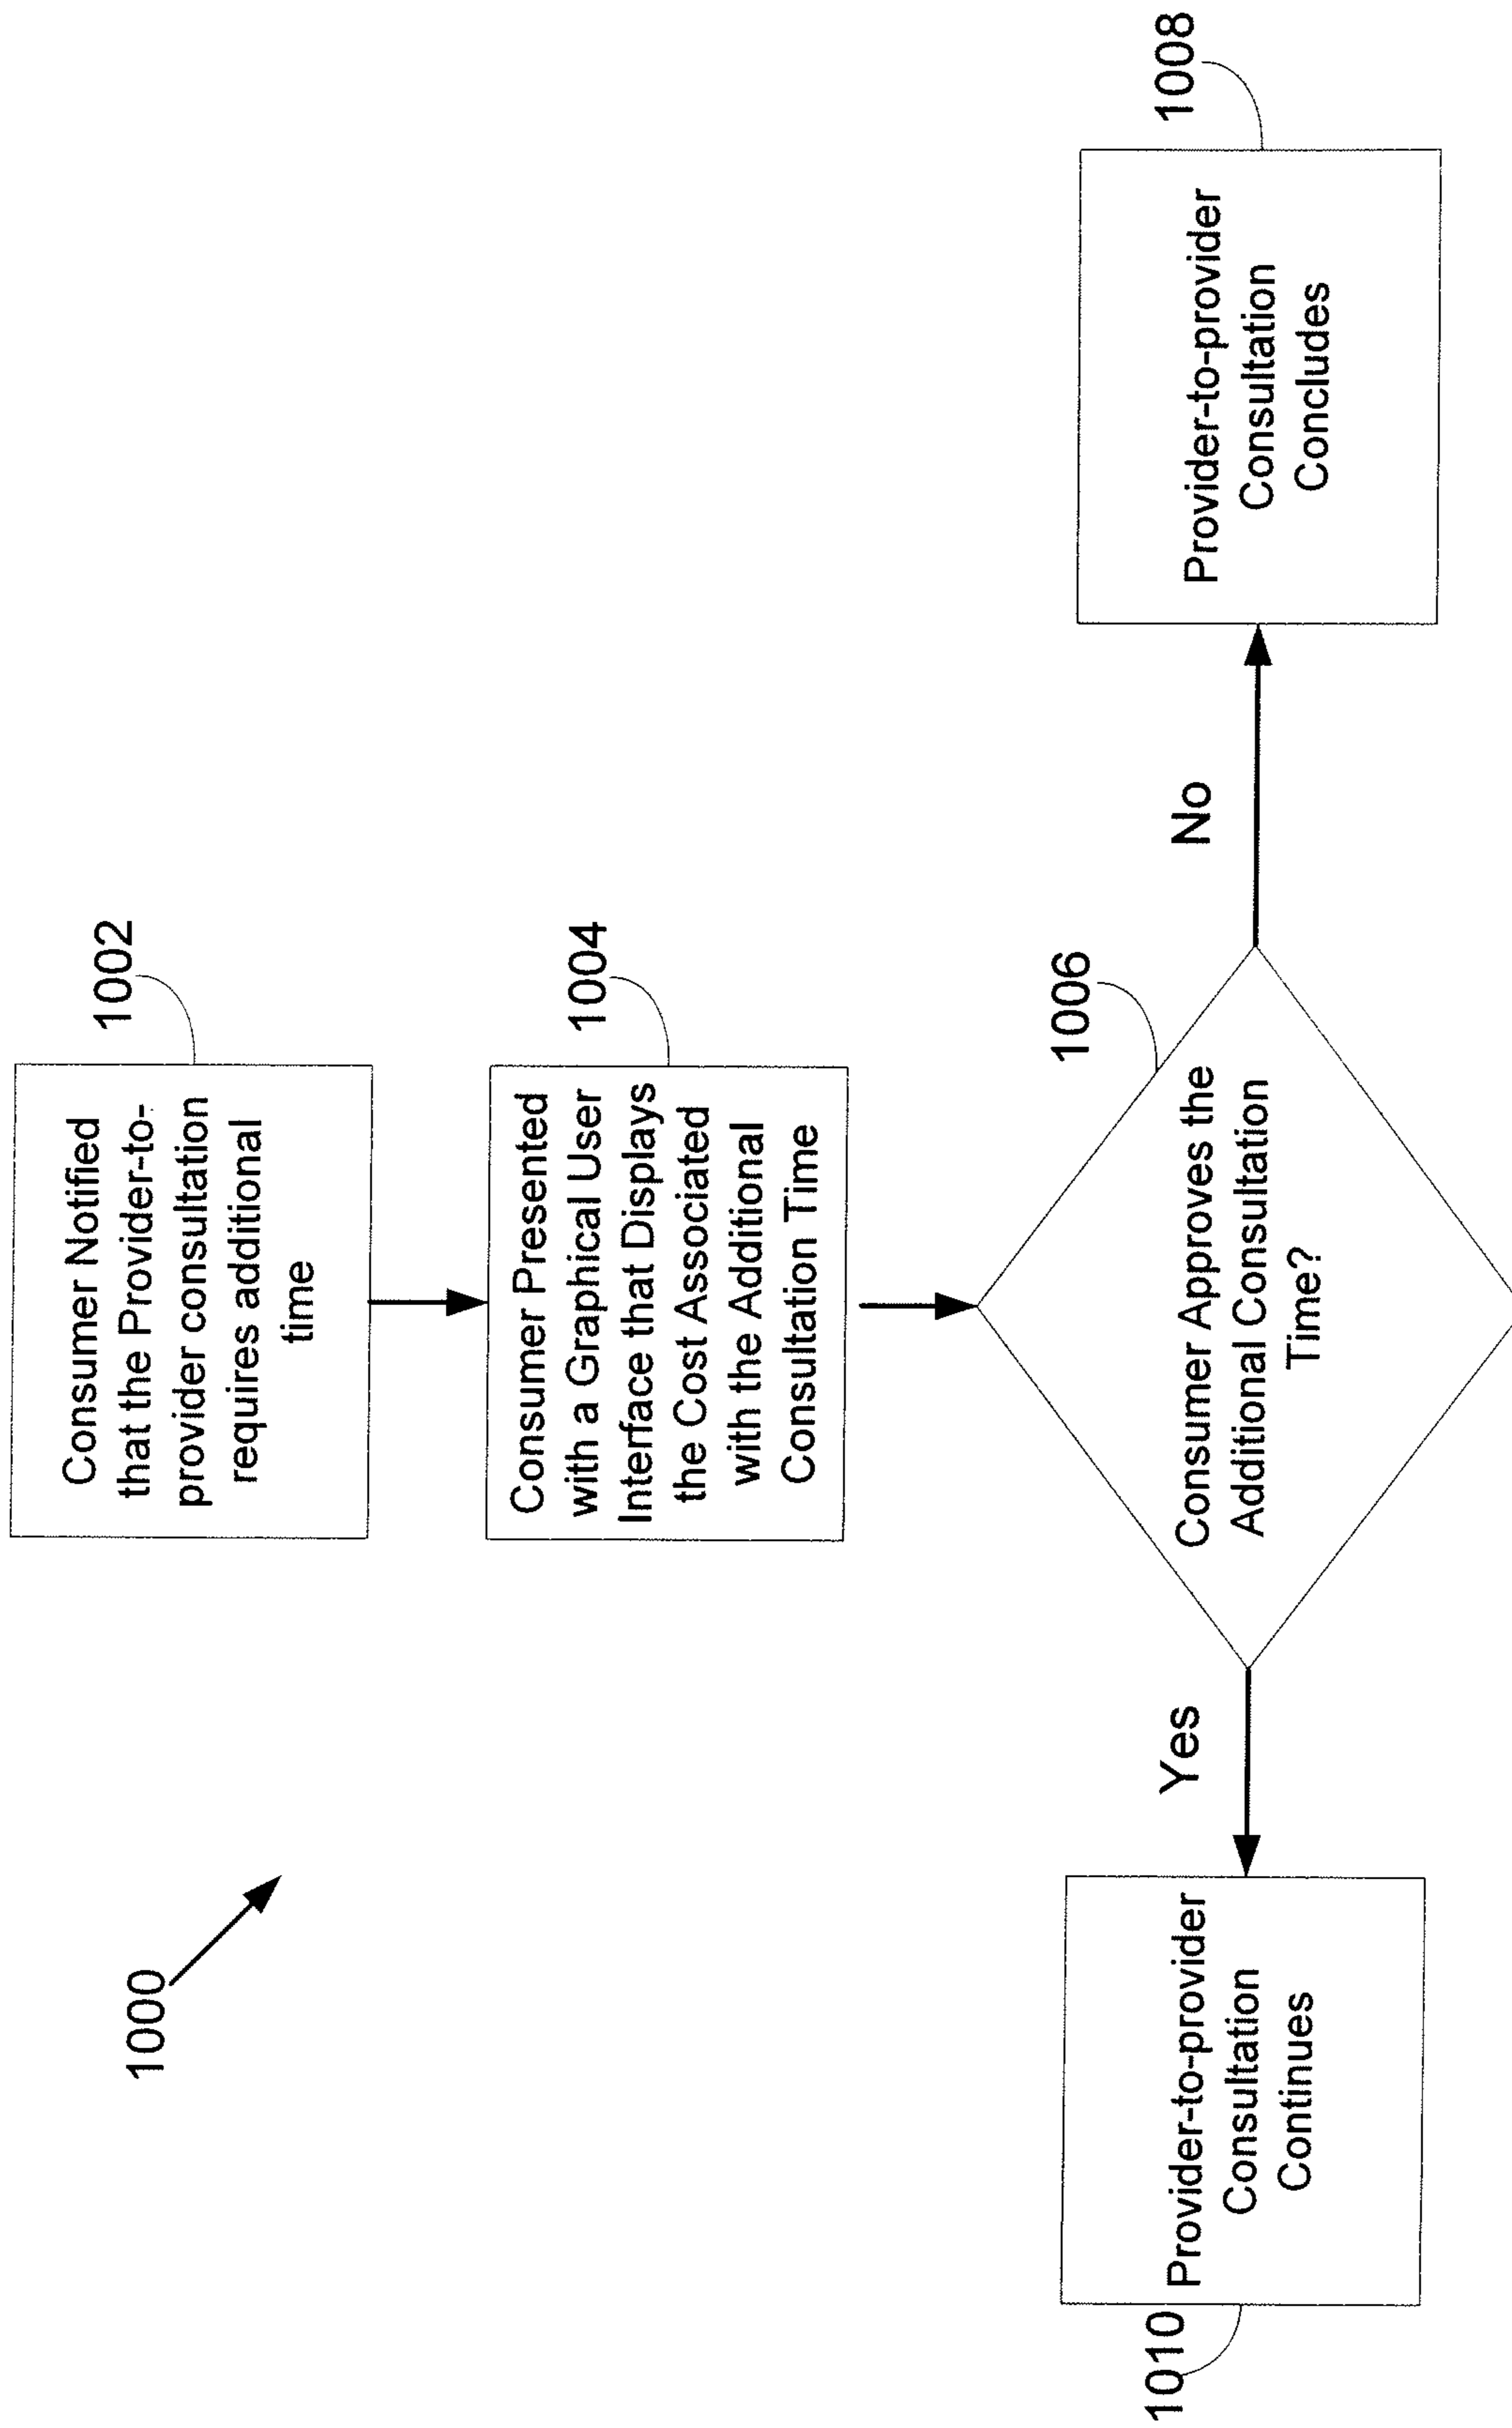 1000
1002
Consumer Notified
that the Provider-to-
provider consultation
requires additional
time
1004
Consumer Presented
with a Graphical User
Interface that Displays
the Cost Associated
with the Additional
Consultation Time
1006
Consumer Approves the
Additional Consultation
Time?
Yes
No
1010
Provider-to-provider
Consultation
Continues
1008
Provider-to-provider
Consultation
Concludes